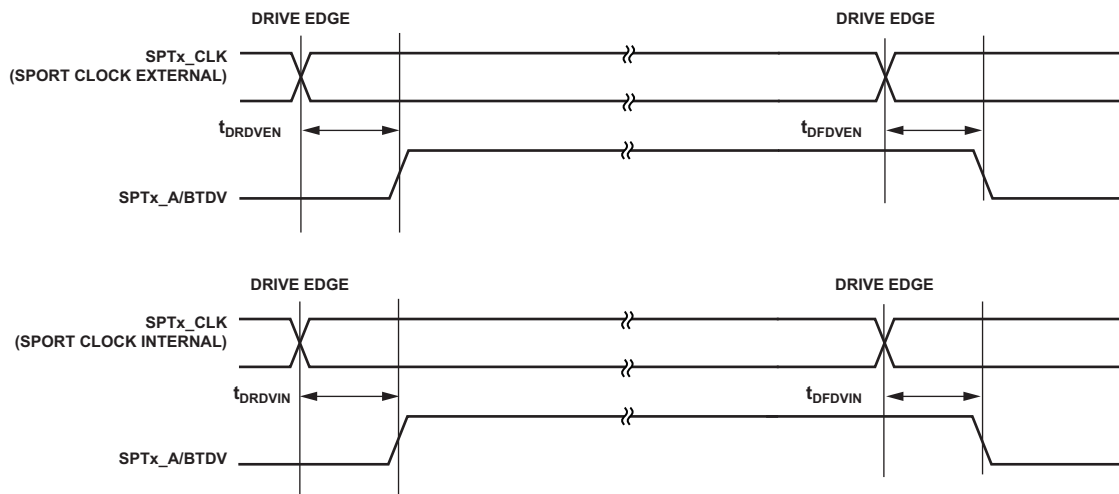 DRIVE EDGE
DRIVE EDGE
SPTx_CLK
(SPORT CLOCK EXTERNAL)
tDRDVEN
tDFDVEN
SPTx_A/BTDV
DRIVE EDGE
DRIVE EDGE
SPTx_CLK
(SPORT CLOCK INTERNAL)
tDRDVIN
tDFDVIN
SPTx_A/BTDV